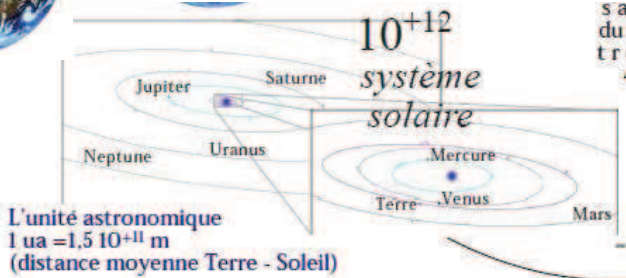 10⁺¹²
système
solaire
Jupiter
Saturne
Neptune
Uranus
.Mercure
Terre
.Venus
Mars
L'unité astronomique
1 ua =1,5 10⁺¹¹ m
(distance moyenne Terre - Soleil)
du